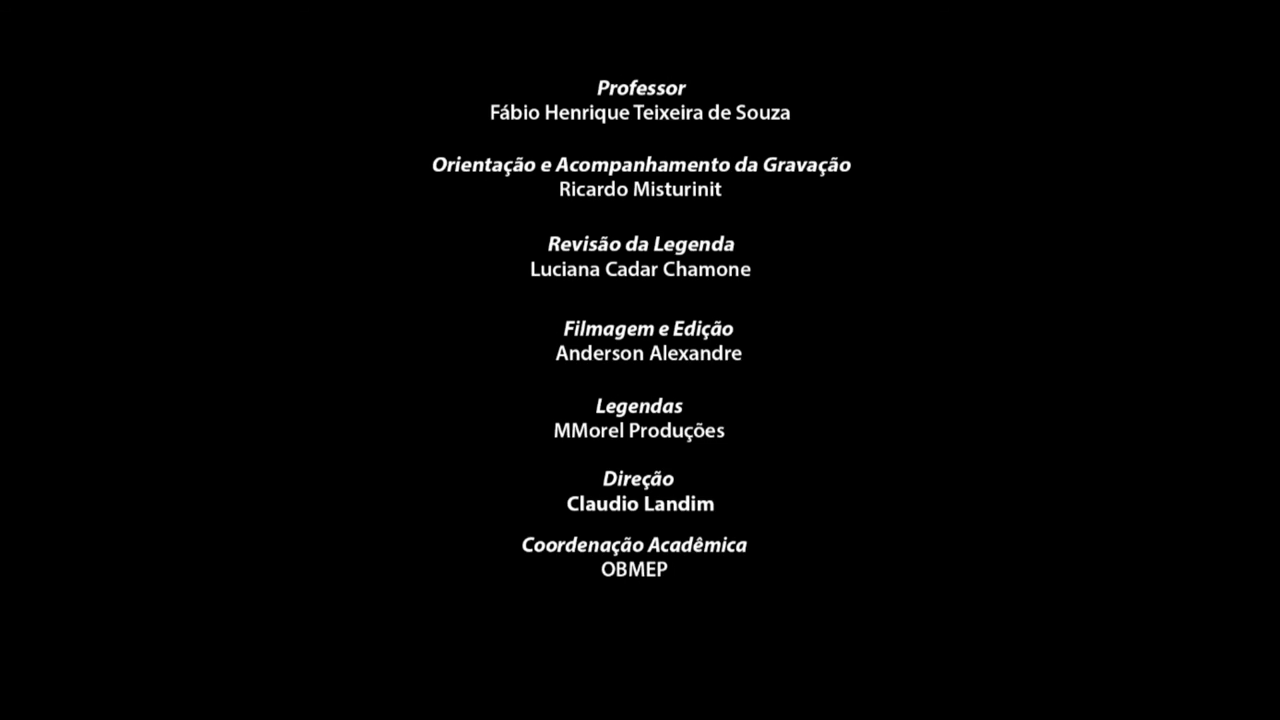 Professor
Fábio Henrique Teixeira de Souza
Orientação e Acompanhamento da Gravação
Ricardo Misturinit
Revisão da Legenda
Luciana Cadar Chamone
Filmagem e Edição
Anderson Alexandre
Legendas
MMorel Produções
Direção
Claudio Landim
Coordenação Acadêmica
OBMEP